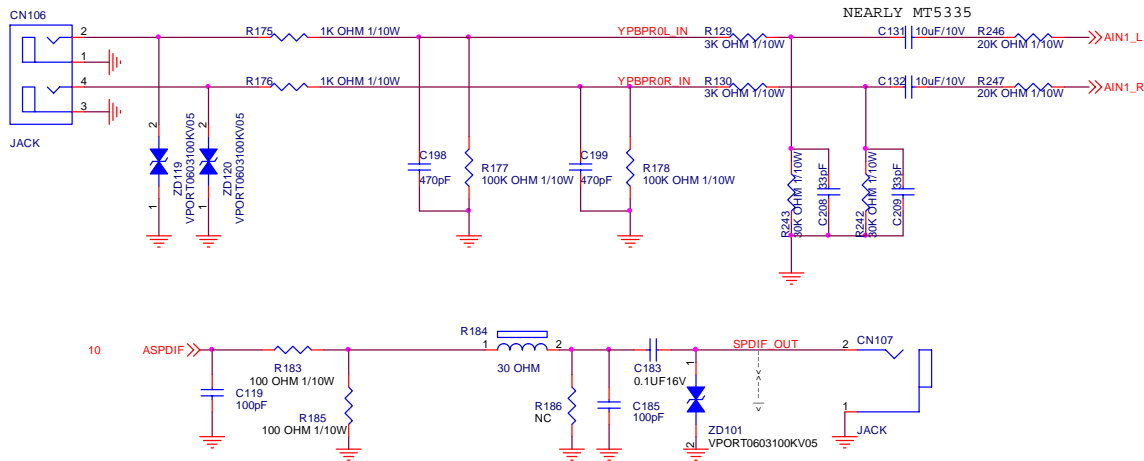 NEARLY MT5335
CN106
2
1
4
3
JACK
R175
1K OHM 1/10W
R176
1K OHM 1/10W
YPBPR0L_IN
YPBPR0R_IN
R129
3K OHM 1/10W
R130
3K OHM 1/10W
C131
10uF/10V
R246
20K OHM 1/10W
AIN1_L
C132
10uF/10V
R247
20K OHM 1/10W
AIN1_R
2
1
ZD119
VPORT0603100KV05
2
1
ZD120
VPORT0603100KV05
C198
470pF
R177
100K OHM 1/10W
C199
470pF
R178
100K OHM 1/10W
R243
30K OHM 1/10W
C208
33pF
R242
30K OHM 1/10W
C209
33pF
10
ASPDIF
R183
100 OHM 1/10W
C119
100pF
R185
100 OHM 1/10W
R184
1
2
30 OHM
R186
NC
C185
100pF
C183
0.1UF16V
1
2
ZD101
VPORT0603100KV05
SPDIF_OUT
2
CN107
1
JACK